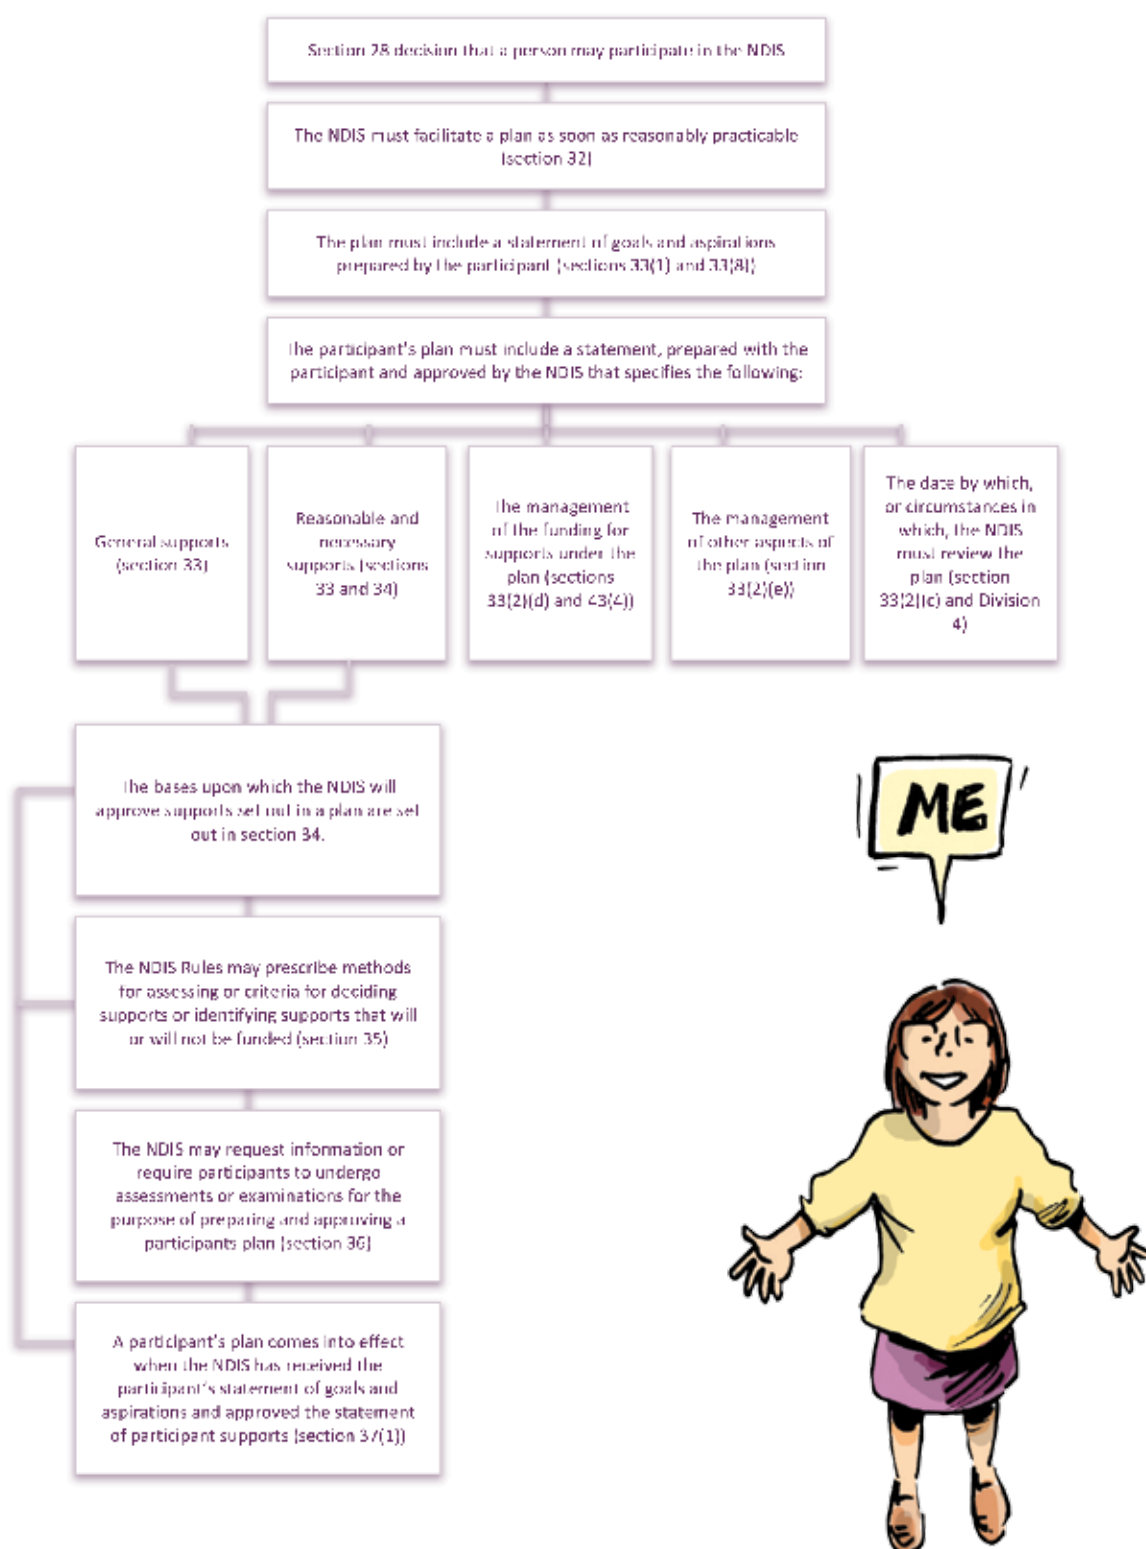 Section 28 decision that a person may participate in the NDIS
The NDIS must facilitate a plan as soon as reasonably practicable
(section 32)
The plan must include a statement of goals and aspirations
prepared by the participant (sections 33(1) and 33(8))
The participant's plan must include a statement, prepared with the
participant and approved by the NDIS that specifies the following:
General supports
(section 33)
Reasonable and
necessary
supports (sections
33 and 34)
The management
of the funding for
supports under the
plan (sections
33(2)(d) and 43(4))
The management
of other aspects of
the plan (section
33(2)(e))
The date by which,
or circumstances in
which, the NDIS
must review the
plan (section
33(2)(c) and Division
4)
The bases upon which the NDIS will
approve supports set out in a plan are set
out in section 34.
The NDIS Rules may prescribe methods
for assessing or criteria for deciding
supports or identifying supports that will
or will not be funded (section 35)
The NDIS may request information or
require participants to undergo
assessments or examinations for the
purpose of preparing and approving a
participants plan (section 36)
A participant's plan comes into effect
when the NDIS has received the
participant's statement of goals and
aspirations and approved the statement
of participant supports (section 37(1))
ME